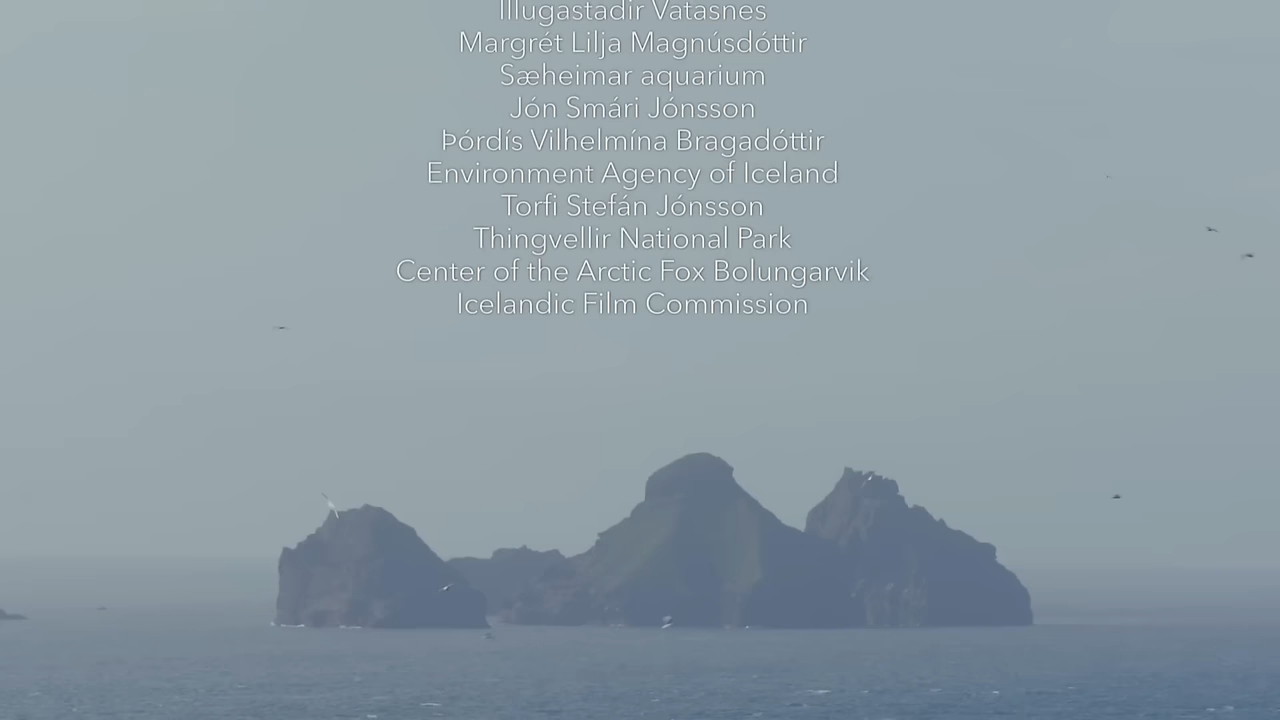 Illugastadir Vatasnes
Margrét Lilja Magnúsdóttir
Sæheimar aquarium
Jón Smári Jónsson
Þórdís Vilhelmína Bragadóttir
Environment Agency of Iceland
Torfi Stefán Jónsson
Thingvellir National Park
Center of the Arctic Fox Bolungarvik
Icelandic Film Commission